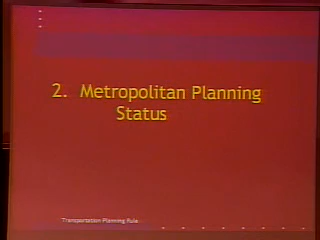 2. Metropolitan Planning
Status
Transportation Planning Rule